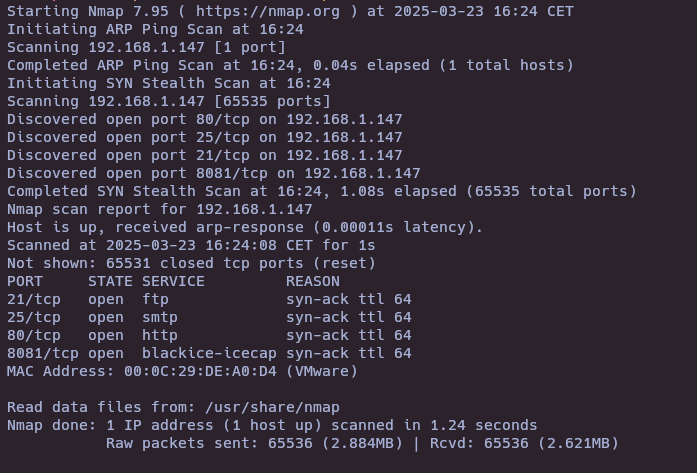 Starting Nmap 7.95 ( https://nmap.org ) at 2025-03-23 16:24 CET
Initiating ARP Ping Scan at 16:24
Scanning 192.168.1.147 [1 port]
Completed ARP Ping Scan at 16:24, 0.04s elapsed (1 total hosts)
Initiating SYN Stealth Scan at 16:24
Scanning 192.168.1.147 [65535 ports]
Discovered open port 80/tcp on 192.168.1.147
Discovered open port 25/tcp on 192.168.1.147
Discovered open port 21/tcp on 192.168.1.147
Discovered open port 8081/tcp on 192.168.1.147
Completed SYN Stealth Scan at 16:24, 1.08s elapsed (65535 total ports)
Nmap scan report for 192.168.1.147
Host is up, received arp-response (0.00011s latency).
Scanned at 2025-03-23 16:24:08 CET for 1s
Not shown: 65531 closed tcp ports (reset)
PORT     STATE SERVICE         REASON
21/tcp   open  ftp             syn-ack ttl 64
25/tcp   open  smtp            syn-ack ttl 64
80/tcp   open  http            syn-ack ttl 64
8081/tcp open  blackice-icecap syn-ack ttl 64
MAC Address: 00:0C:29:DE:A0:D4 (VMware)

Read data files from: /usr/share/nmap
Nmap done: 1 IP address (1 host up) scanned in 1.24 seconds
           Raw packets sent: 65536 (2.884MB) | Rcvd: 65536 (2.621MB)